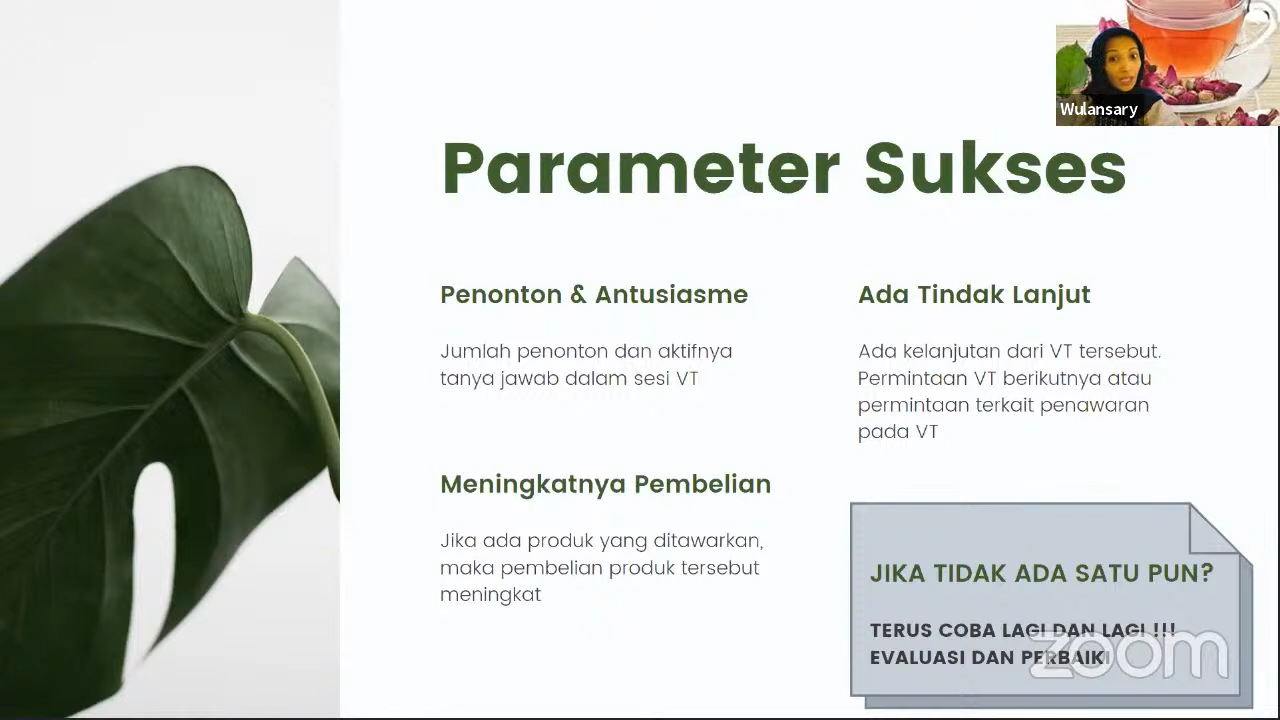 Wulansary
Parameter Sukses
Penonton & Antusiasme
Jumlah penonton dan aktifnya
tanya jawab dalam sesi VT
Ada Tindak Lanjut
Ada kelanjutan dari VT tersebut.
Permintaan VT berikutnya atau
permintaan terkait penawaran
pada VT
Meningkatnya Pembelian
Jika ada produk yang ditawarkan,
maka pembelian produk tersebut
meningkat
JIKA TIDAK ADA SATU PUN?
TERUS COBA LAGI DAN LAGI !!!
EVALUASI DAN PERBAIKI
zoom